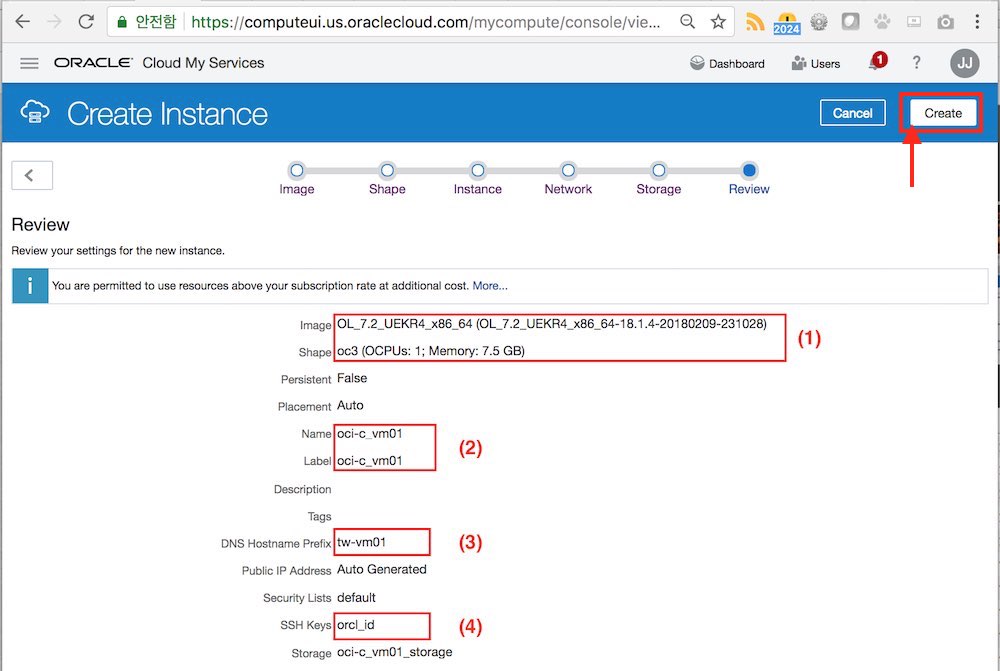 안전함 https://computeui.us.oraclecloud.com/mycompute/console/vie...
2024
ORACLE Cloud My Services
Dashboard Users 1 ? JJ
Create Instance
Cancel Create
Image Shape Instance Network Storage Review
Review
Review your settings for the new instance.
i You are permitted to use resources above your subscription rate at additional cost. More...
Image OL_7.2_UEKR4_x86_64 (OL_7.2_UEKR4_x86_64-18.1.4-20180209-231028)
(1)
Shape oc3 (OCPUs: 1; Memory: 7.5 GB)
Persistent False
Placement Auto
Name oci-c_vm01
(2)
Label oci-c_vm01
Description
Tags
DNS Hostname Prefix tw-vm01 (3)
Public IP Address Auto Generated
Security Lists default
SSH Keys orcl_id (4)
Storage oci-c_vm01_storage